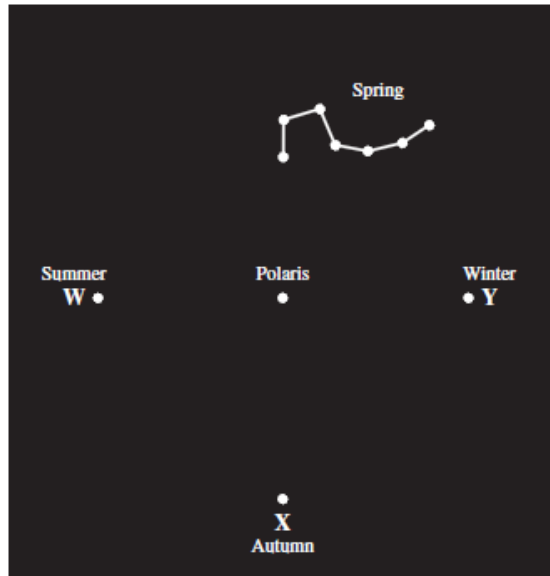 Spring
Summer
Polaris
Winter
W
Y
X
Autumn